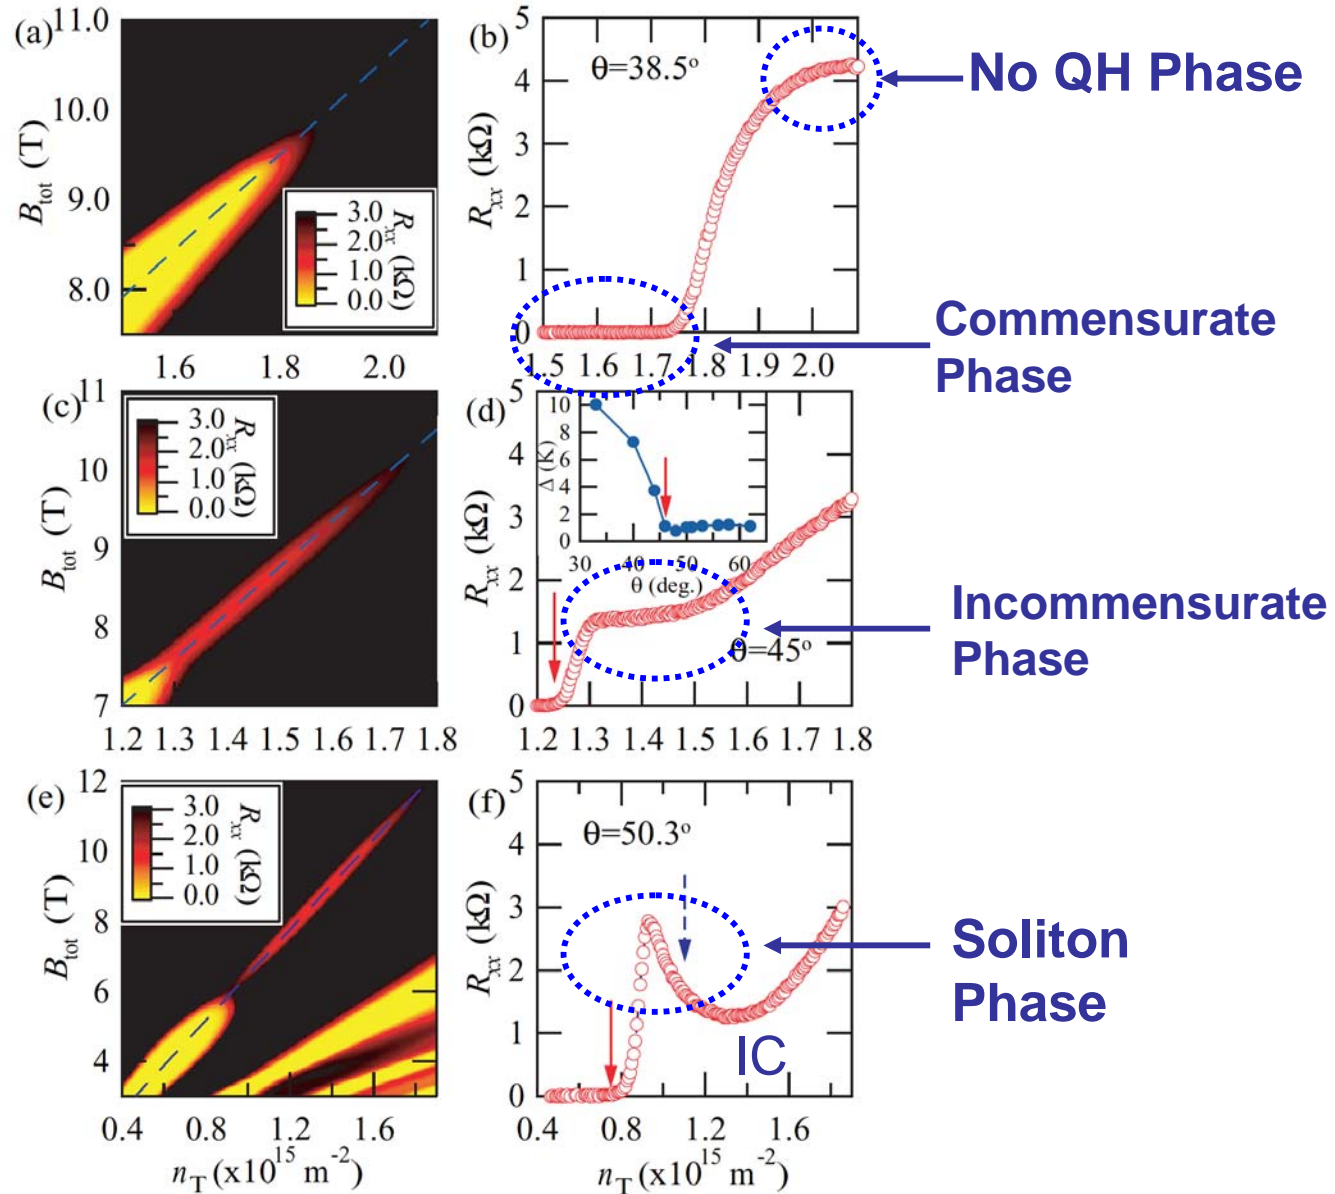 (a)
11.0
10.0
9.0
8.0
B_tot (T)
3.0
2.0
1.0
0.0
R_xx (kΩ)
1.6
1.8
2.0
(b)
5
4
3
2
1
0
R_xx (kΩ)
θ=38.5°
1.5
1.6
1.7
1.8
1.9
2.0
No QH Phase
Commensurate
Phase
(c)
11
10
9
8
7
B_tot (T)
3.0
2.0
1.0
0.0
R_xx (kΩ)
1.2
1.3
1.4
1.5
1.6
1.7
1.8
(d)
5
4
3
2
1
0
R_xx (kΩ)
10
8
6
4
2
0
Δ (K)
30
40
50
60
θ (deg.)
θ=45°
1.2
1.3
1.4
1.5
1.6
1.7
1.8
Incommensurate
Phase
(e)
12
10
8
6
4
B_tot (T)
3.0
2.0
1.0
0.0
R_xx (kΩ)
0.4
0.8
1.2
1.6
n_T (x10^15 m^-2)
(f)
5
4
3
2
1
0
R_xx (kΩ)
θ=50.3°
IC
0.4
0.8
1.2
1.6
n_T (x10^15 m^-2)
Soliton
Phase